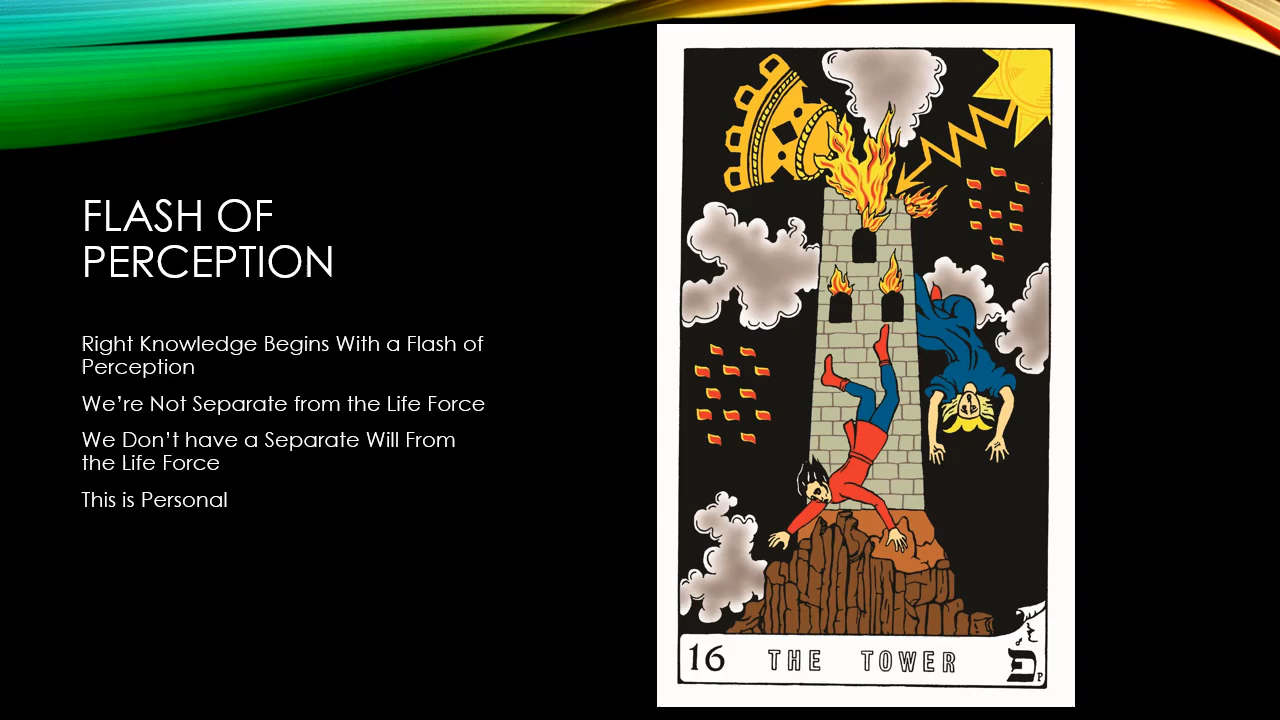 FLASH OF
PERCEPTION
Right Knowledge Begins With a Flash of
Perception
We’re Not Separate from the Life Force
We Don’t have a Separate Will From
the Life Force
This is Personal
16 THE TOWER פ P